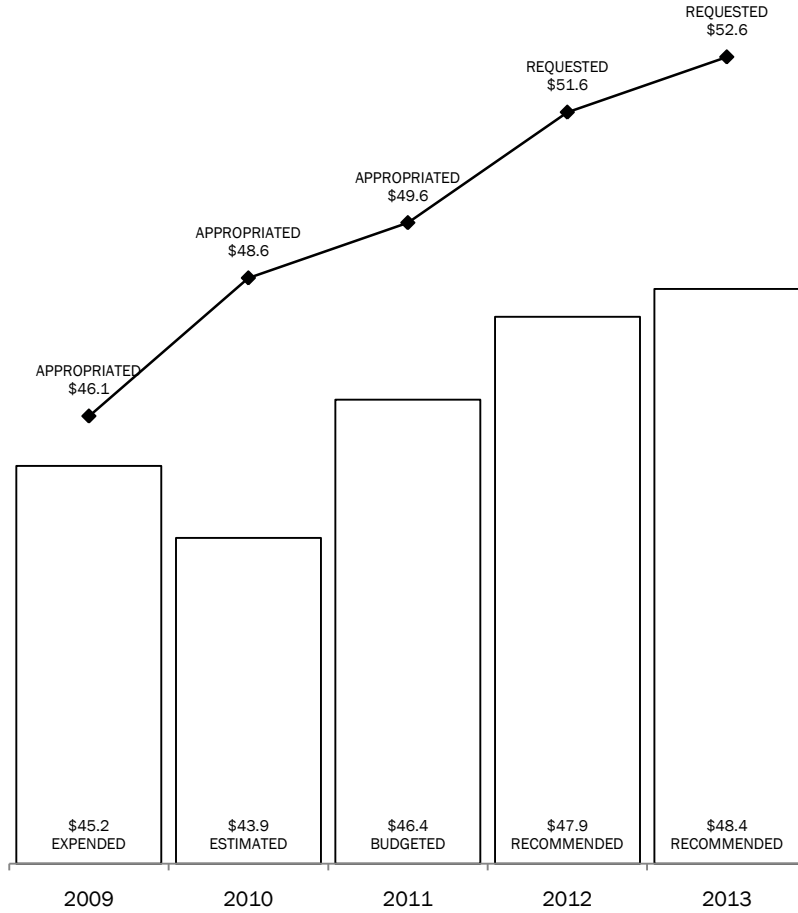 REQUESTED
$52.6
REQUESTED
$51.6
APPROPRIATED
$49.6
APPROPRIATED
$48.6
APPROPRIATED
$46.1
$45.2
EXPENDED
$43.9
ESTIMATED
$46.4
BUDGETED
$47.9
RECOMMENDED
$48.4
RECOMMENDED
2009
2010
2011
2012
2013